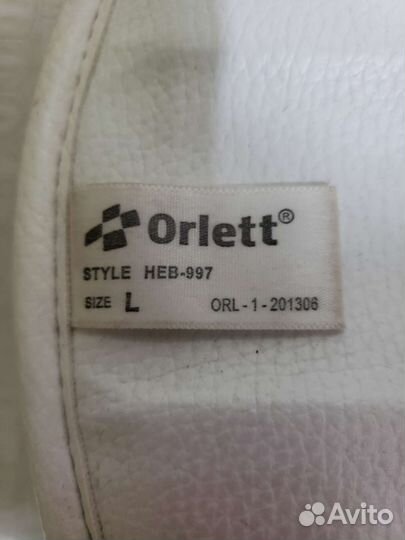 Orlett®
STYLE HEB-997
SIZE L ORL-1-201306
Avito